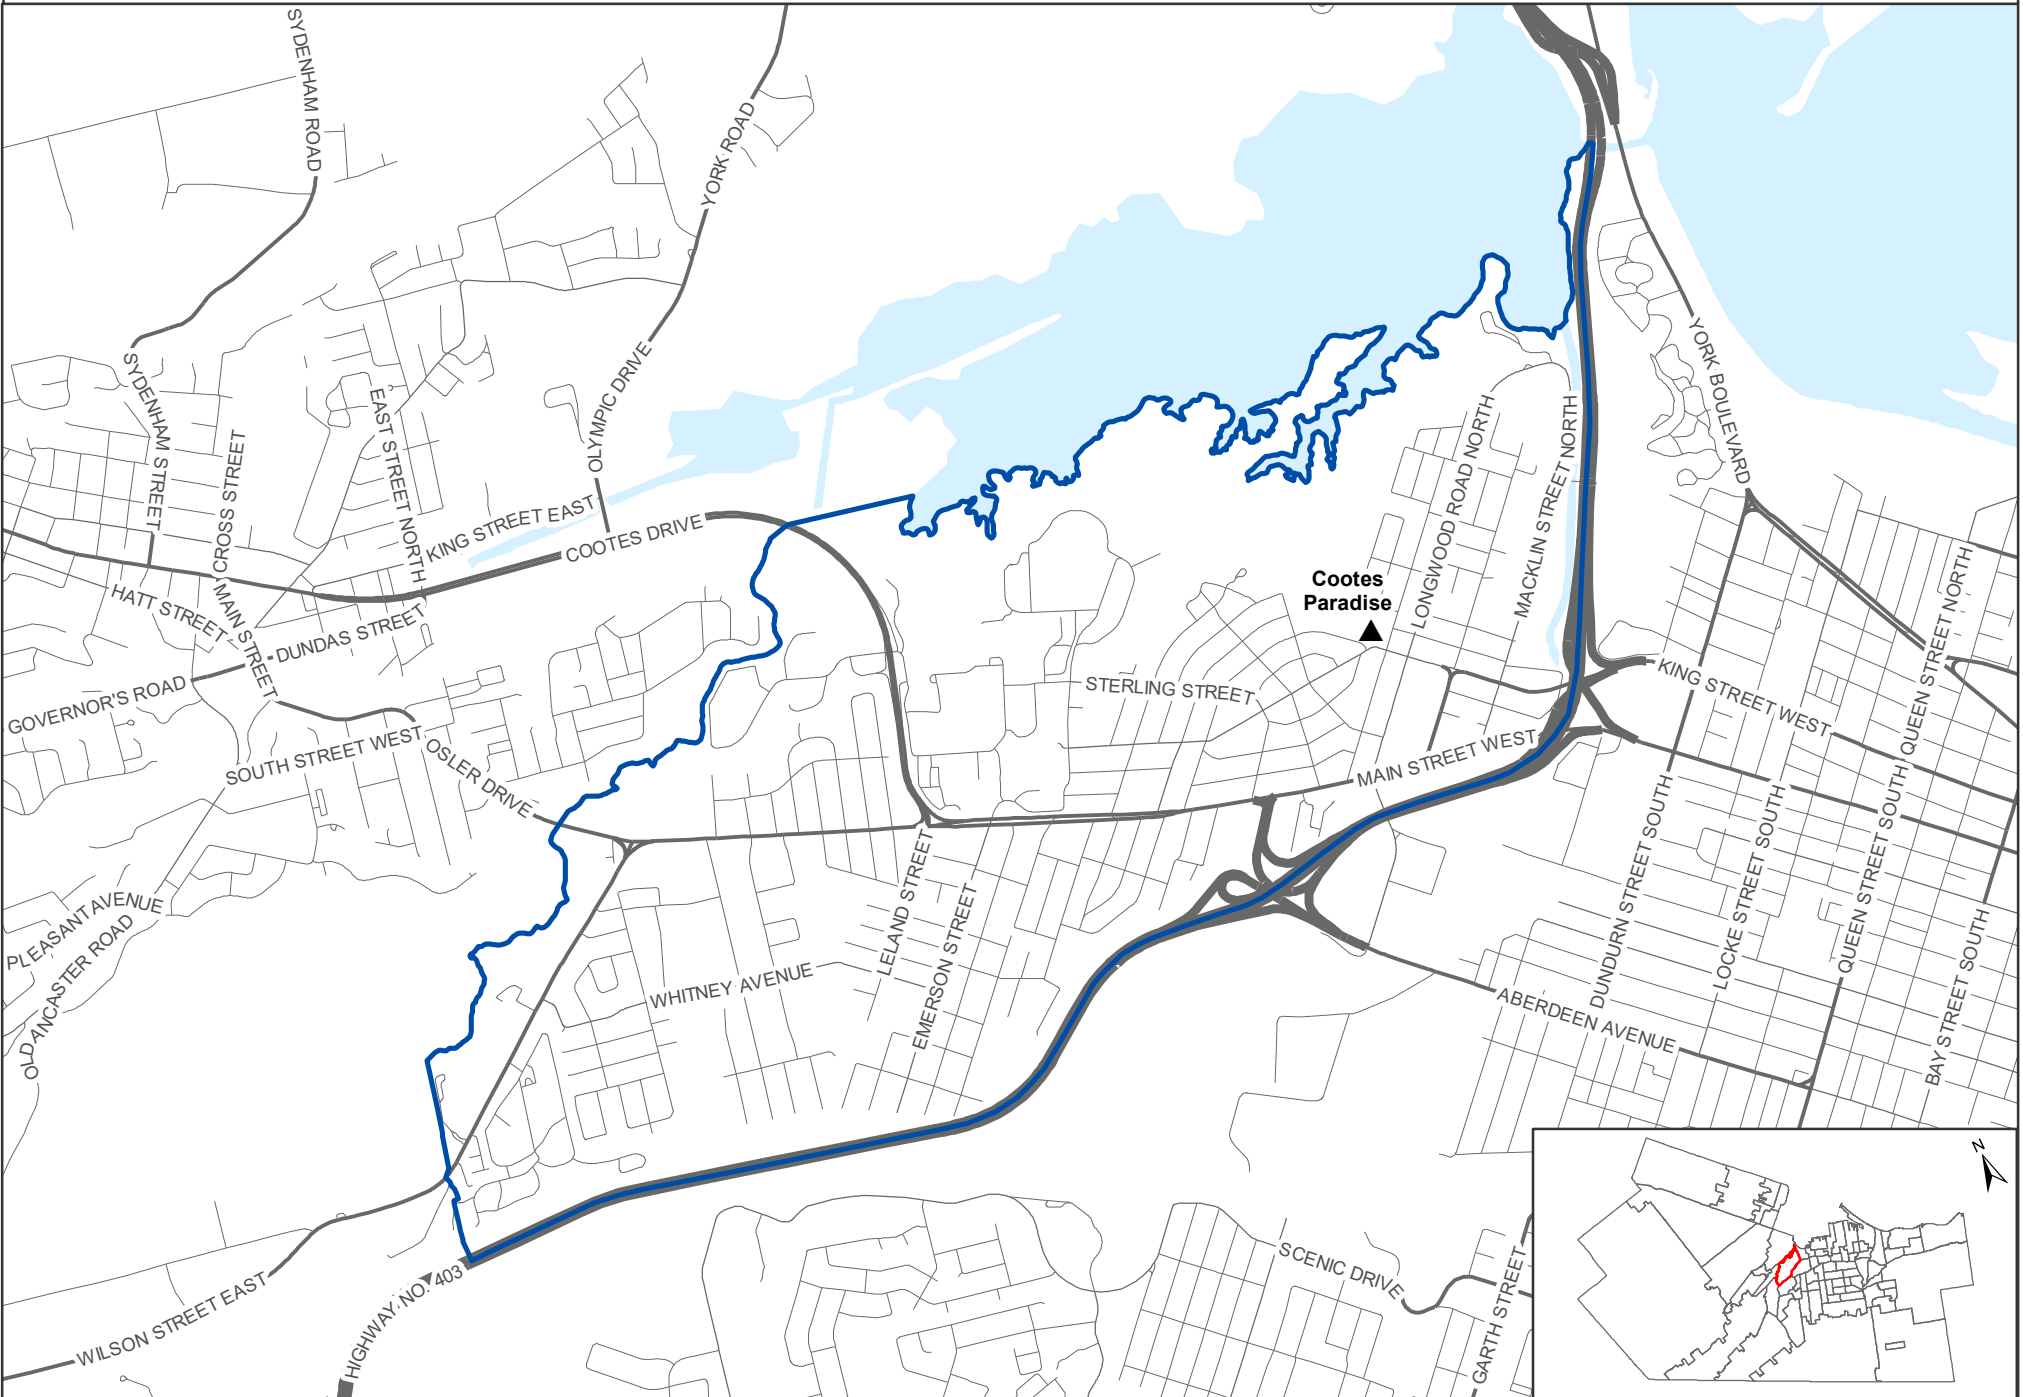 SYDENHAM ROAD
YORK ROAD
SYDENHAM STREET
CROSS STREET
EAST STREET NORTH
OLYMPIC DRIVE
YORK BOULEVARD
KING STREET EAST
COOTES DRIVE
HATT STREET
MAIN STREET
DUNDAS STREET
GOVERNOR'S ROAD
SOUTH STREET WEST
OSLER DRIVE
Cootes
Paradise
LONGWOOD ROAD NORTH
MACKLIN STREET NORTH
STERLING STREET
KING STREET WEST
QUEEN STREET NORTH
MAIN STREET WEST
PLEASANT AVENUE
OLD ANCASTER ROAD
LELAND STREET
EMERSON STREET
WHITNEY AVENUE
DUNDURN STREET SOUTH
LOCKE STREET SOUTH
QUEEN STREET SOUTH
BAY STREET SOUTH
ABERDEEN AVENUE
WILSON STREET EAST
HIGHWAY NO. 403
SCENIC DRIVE
GARTH STREET
N